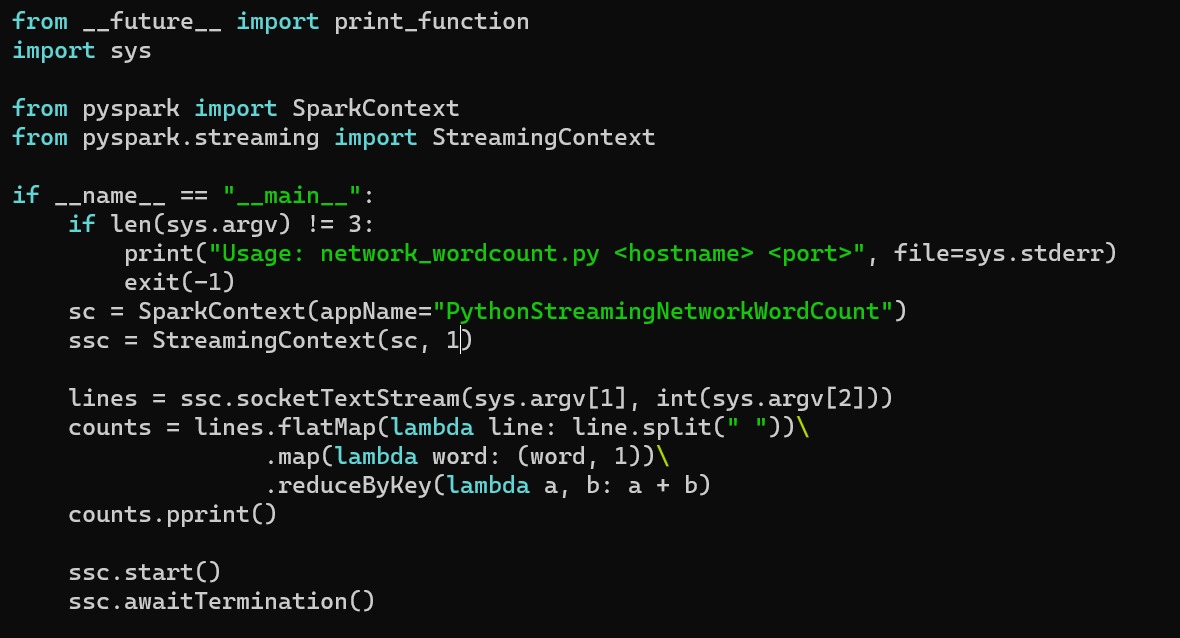 from __future__ import print_function
import sys

from pyspark import SparkContext
from pyspark.streaming import StreamingContext

if __name__ == "__main__":
    if len(sys.argv) != 3:
        print("Usage: network_wordcount.py <hostname> <port>", file=sys.stderr)
        exit(-1)
    sc = SparkContext(appName="PythonStreamingNetworkWordCount")
    ssc = StreamingContext(sc, 1)

    lines = ssc.socketTextStream(sys.argv[1], int(sys.argv[2]))
    counts = lines.flatMap(lambda line: line.split(" "))\
                  .map(lambda word: (word, 1))\
                  .reduceByKey(lambda a, b: a + b)
    counts.pprint()

    ssc.start()
    ssc.awaitTermination()